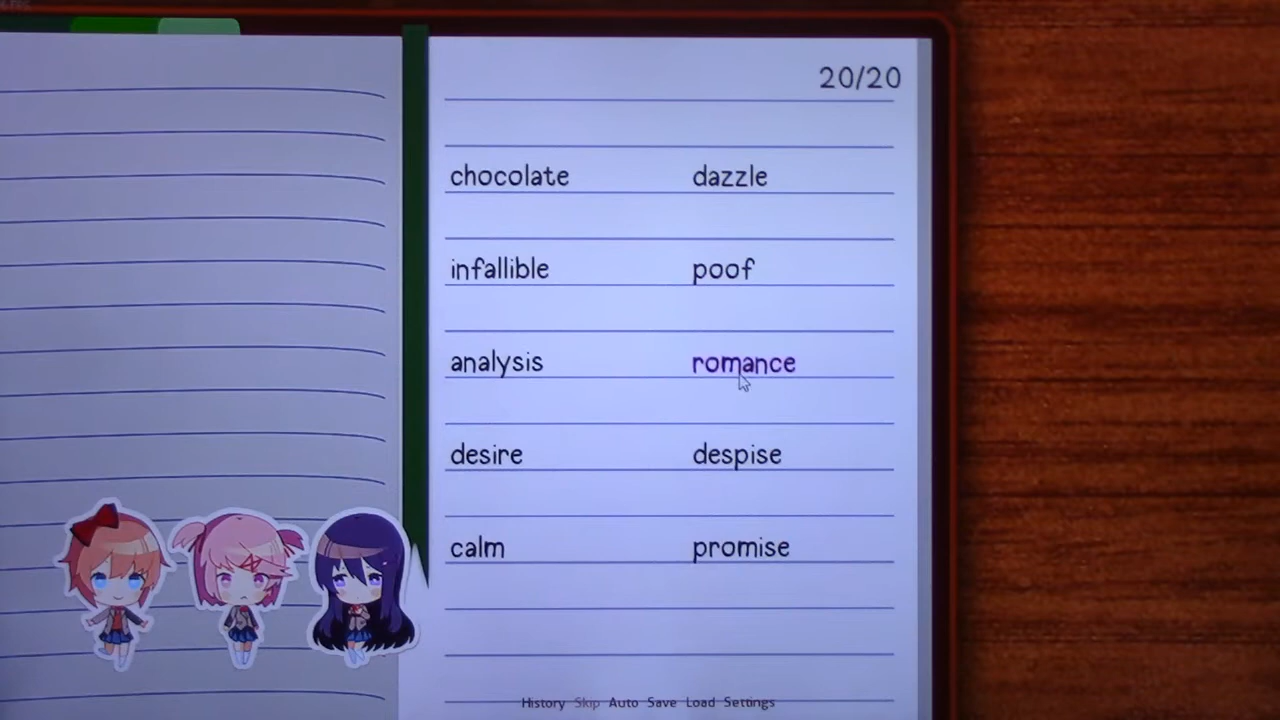 20/20
chocolate dazzle
infallible poof
analysis romance
desire despise
calm promise
History Skip Auto Save Load Settings